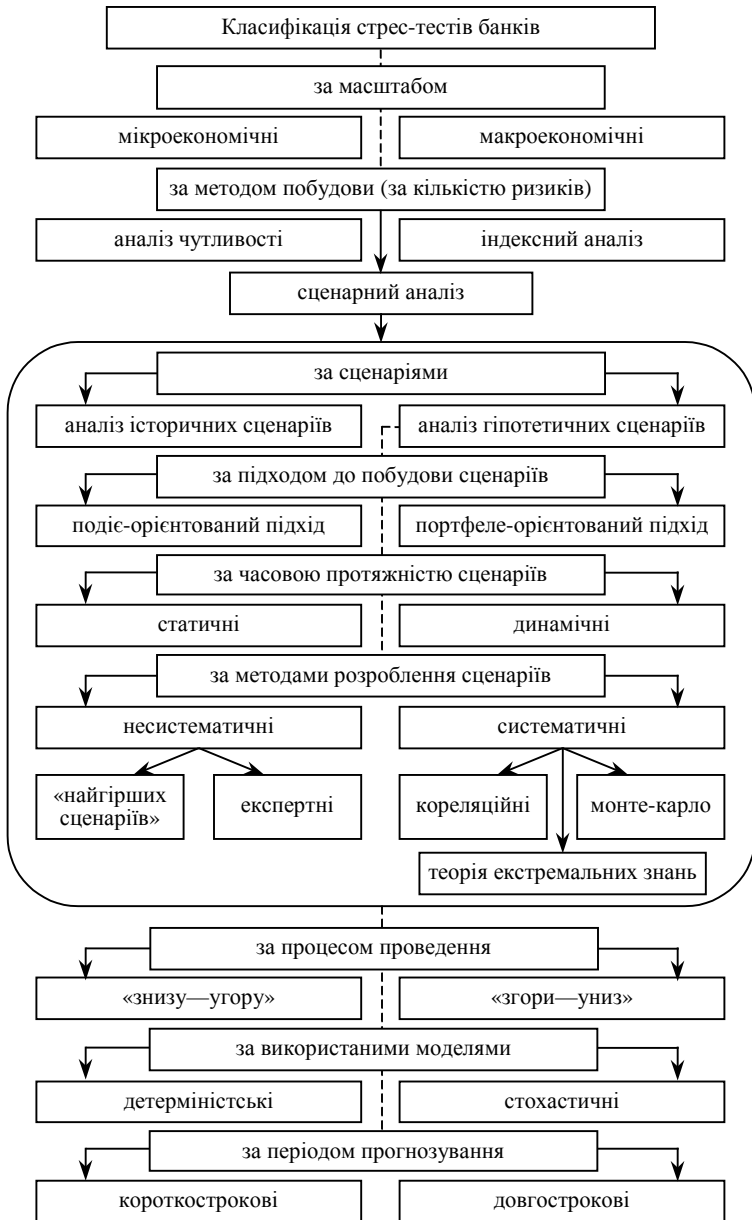 Класифікація стрес-тестів банків
за масштабом
мікроекономічні
макроекономічні
за методом побудови (за кількістю ризиків)
аналіз чутливості
індексний аналіз
сценарний аналіз
за сценаріями
аналіз історичних сценаріїв
аналіз гіпотетичних сценаріїв
за підходом до побудови сценаріїв
подіє-орієнтований підхід
портфеле-орієнтований підхід
за часовою протяжністю сценаріїв
статичні
динамічні
за методами розроблення сценаріїв
несистематичні
систематичні
«найгірших
сценаріїв»
експертні
кореляційні
монте-карло
теорія екстремальних знань
за процесом проведення
«знизу—угору»
«згори—униз»
за використаними моделями
детерміністські
стохастичні
за періодом прогнозування
короткострокові
довгострокові